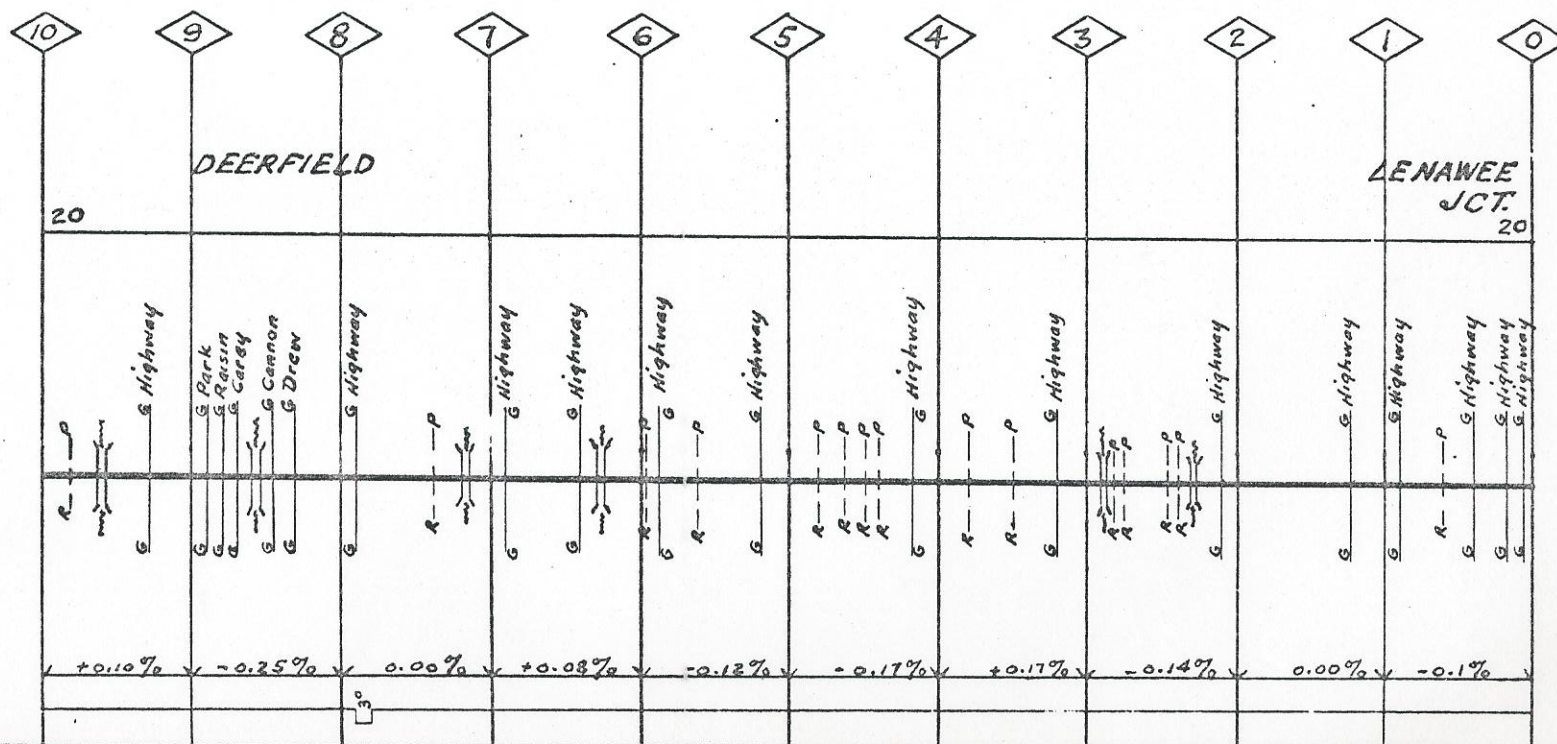 10 9 8 7 6 5 4 3 2 1 0
DEERFIELD
LENAWEE
JCT.
20
20
Highway Park Raisin Carey Cannon Drew Highway Highway Highway Highway Highway Highway Highway Highway Highway Highway Highway Highway Highway
G G G G G G G G G G G G G G G G G G G
P P P P P P P P P P P P P P P
R R R R R R R R R R R R R R R
G G G G G G G G G G G G G G G G G G G
+0.10% -0.25% 0.00% +0.08% -0.12% -0.17% +0.17% -0.14% 0.00% -0.1%
3°